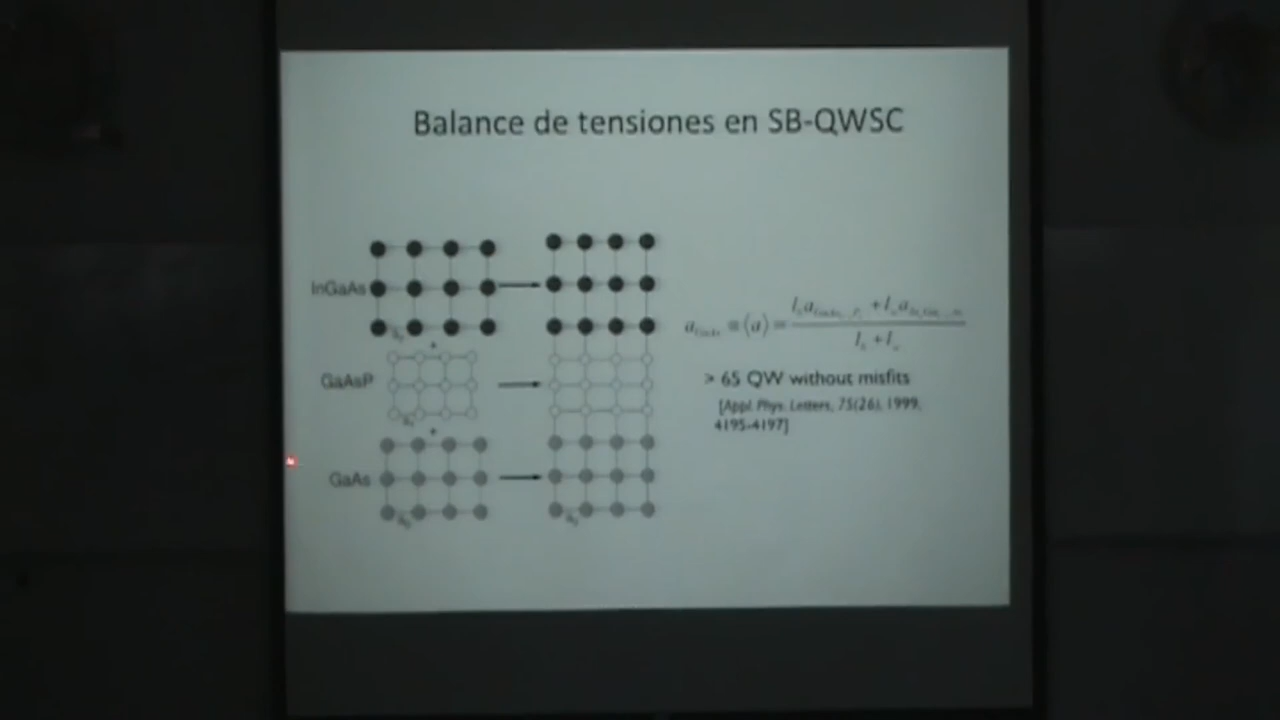 Balance de tensiones en SB-QWSC
InGaAs
GaAsP
GaAs
> 65 QW without misfits
[Appl. Phys. Letters, 75(26), 1999,
4195-4197]